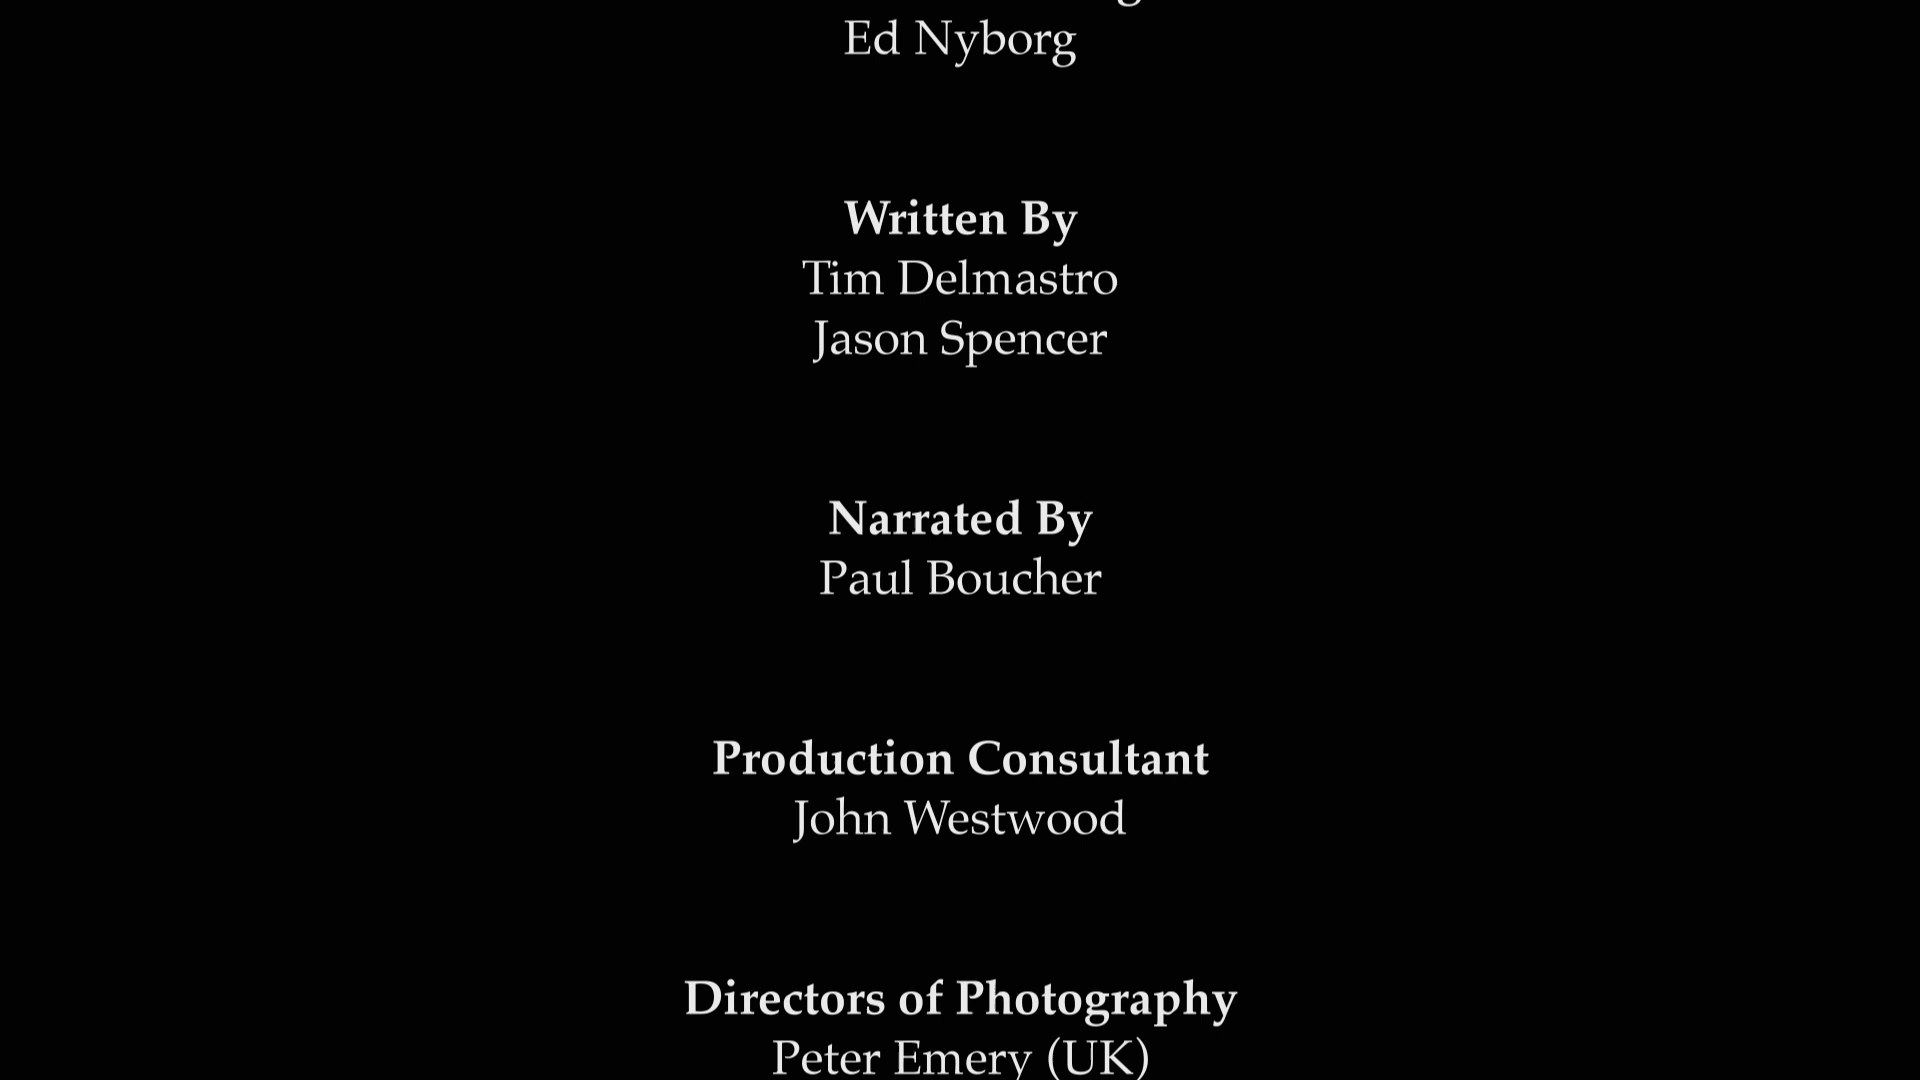 Ed Nyborg
Written By
Tim Delmastro
Jason Spencer
Narrated By
Paul Boucher
Production Consultant
John Westwood
Directors of Photography
Peter Emery (UK)